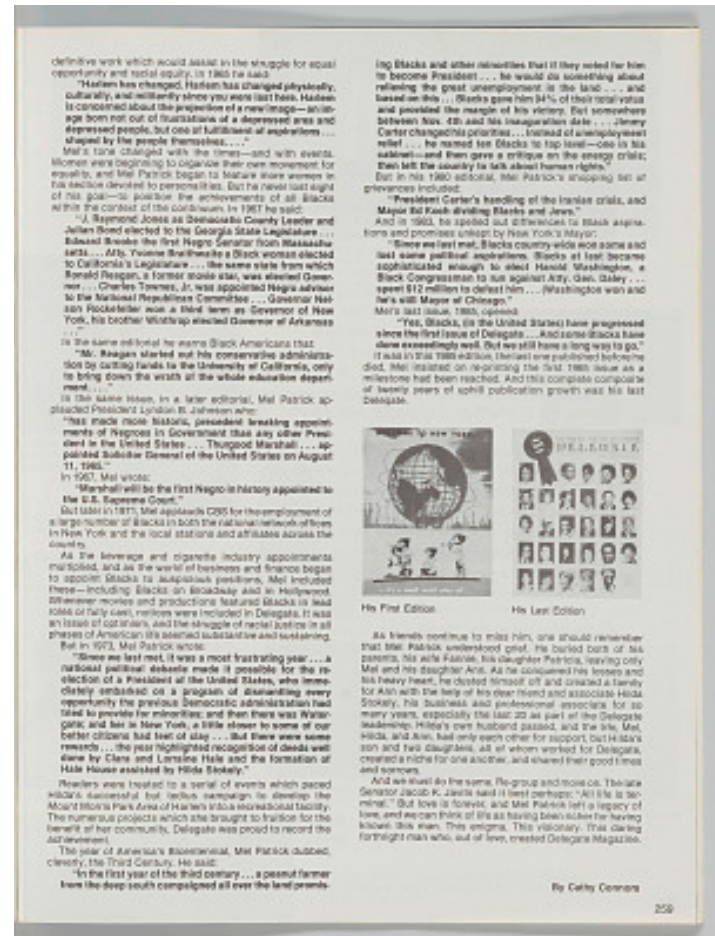 definitive work which would assist in the struggle for equal
opportunity and racial equity. In 1965 he said:
"Harlem has changed. Harlem has changed physically,
culturally, and militantly since you were last here. Harlem
is concerned about the projection of a new image—an im-
age born not out of frustrations of a depressed area and
depressed people, but one of fulfillment of aspirations...
shaped by the people themselves...."
Mel's tone changed with the times—and with events.
Women were beginning to organize their own movement for
equality, and Mel Patrick began to feature more women in
his section devoted to personalities. But he never lost sight
of his goal—to position the achievements of all Blacks
within the context of the continuum. In 1967 he said:
"J. Raymond Jones as Democratic County Leader and
Julian Bond elected to the Georgia State Legislature...
Edward Brooke the first Negro Senator from Massachu-
setts... Atty. Yvonne Braithwaite a Black woman elected
to California's Legislature... the same state from which
Ronald Reagan, a former movie star, was elected Gover-
nor... Charles Townes, Jr. was appointed Negro advisor
to the National Republican Committee... Governor Nel-
son Rockefeller won a third term as Governor of New
York, his brother Winthrop elected Governor of Arkansas
..."
In the same editorial he warns Black Americans that:
"Mr. Reagan started out his conservative administra-
tion by cutting funds to the University of California, only
to bring down the wrath of the whole education depart-
ment...."
In the same issue, in a later editorial, Mel Patrick ap-
plauded President Lyndon B. Johnson who:
"has made more historic, precedent breaking appoint-
ments of Negroes in Government than any other Presi-
dent in the United States... Thurgood Marshall... ap-
pointed Solicitor General of the United States on August
11, 1965."
In 1967, Mel wrote:
"Marshall will be the first Negro in history appointed to
the U.S. Supreme Court."
But later in 1971, Mel applauds CBS for the employment of
a large number of Blacks in both the national network offices
in New York and the local stations and affiliates across the
country.
As the beverage and cigarette industry appointments
multiplied, and as the world of business and finance began
to appoint Blacks to auspicious positions, Mel included
these—including Blacks on Broadway and in Hollywood.
Whenever movies and productions featured Blacks in lead
roles or fully cast, notices were included in Delegate. It was
an issue of optimism, and the struggle of racial justice in all
phases of American life seemed substantive and sustaining.
But in 1973, Mel Patrick wrote:
"Since we last met, it was a most frustrating year... a
national political debacle made it possible for the re-
election of a President of the United States, who imme-
diately embarked on a program of dismantling every
opportunity the previous Democratic administration had
tried to provide for minorities; and then there was Water-
gate; and her in New York, a little closer to some of our
better citizens had feet of clay... But there were some
rewards... the year highlighted recognition of deeds well
done by Clara and Lorraine Hale and the formation of
Hale House assisted by Hilda Stokely."
Readers were treated to a serial of events which paced
Hilda's successful but tedious campaign to develop the
Mount Morris Park Area of Harlem into a recreational facility.
The numerous projects which she brought to fruition for the
benefit of her community, Delegate was proud to record the
achievement.
The year of America's Bicentennial, Mel Patrick dubbed,
cleverly, the Third Century. He said:
"In the first year of the third century... a peanut farmer
from the deep south campaigned all over the land promis-
ing Blacks and other minorities that if they voted for him
to become President... he would do something about
relieving the great unemployment in the land... and
based on this... Blacks gave him 94% of their total votus
and provided the margin of his victory. But somewhere
between Nov. 4th and his inauguration date.... Jimmy
Carter changed his priorities... Instead of unemployment
relief... he named ten Blacks to top level—one in his
cabinet—and then gave a critique on the energy crisis;
then left the country to talk about human rights."
But in his 1980 editorial, Mel Patrick's shopping list of
grievances included:
"President Carter's handling of the Iranian crisis, and
Mayor Ed Koch dividing Blacks and Jews."
And in 1983, he spelled out differences to Black aspira-
tions and promises unkept by New York's Mayor:
"Since we last met, Blacks country-wide won some and
lost some political aspirations. Blacks at last became
sophisticated enough to elect Harold Washington, a
Black Congressman to run against Atty. Gen. Daley...
spent $12 million to defeat him... (Washington won and
he's still Mayor of Chicago."
Mel's last issue, 1985, opened:
"Yes, Blacks, (in the United States) have progressed
since the first issue of Delegate... And some Blacks have
done exceedingly well. But we still have a long way to go."
It was in this 1985 edition, the last one published before he
died, Mel insisted on re-printing the first 1965 issue as a
milestone had been reached. And this complete composite
of twenty years of uphill publication growth was his last
Delegate.
TO NEW YORK
DELEGATE
His First Edition
His Last Edition
As friends continue to miss him, one should remember
that Mel Patrick understood grief. He buried both of his
parents, his wife Fannie, his daughter Patricia, leaving only
Mel and his daughter Ann. As he conquered his losses and
his heavy heart, he dusted himself off and created a family
for Ann with the help of his dear friend and associate Hilda
Stokely, his business and professional associate for so
many years, especially the last 20 as part of the Delegate
leadership. Hilda's own husband passed, and the trio, Mel,
Hilda, and Ann, had only each other for support, but Hilda's
son and two daughters, all of whom worked for Delegate,
created a niche for one another, and shared their good times
and sorrows.
And we must do the same. Re-group and move on. The late
Senator Jacob K. Javits said it best perhaps: "All life is ter-
minal." But love is forever, and Mel Patrick left a legacy of
love, and we can think of life as having been richer for having
known this man. This enigma. This visionary. This daring
forthright man who, out of love, created Delegate Magazine.
By Cathy Connors
259